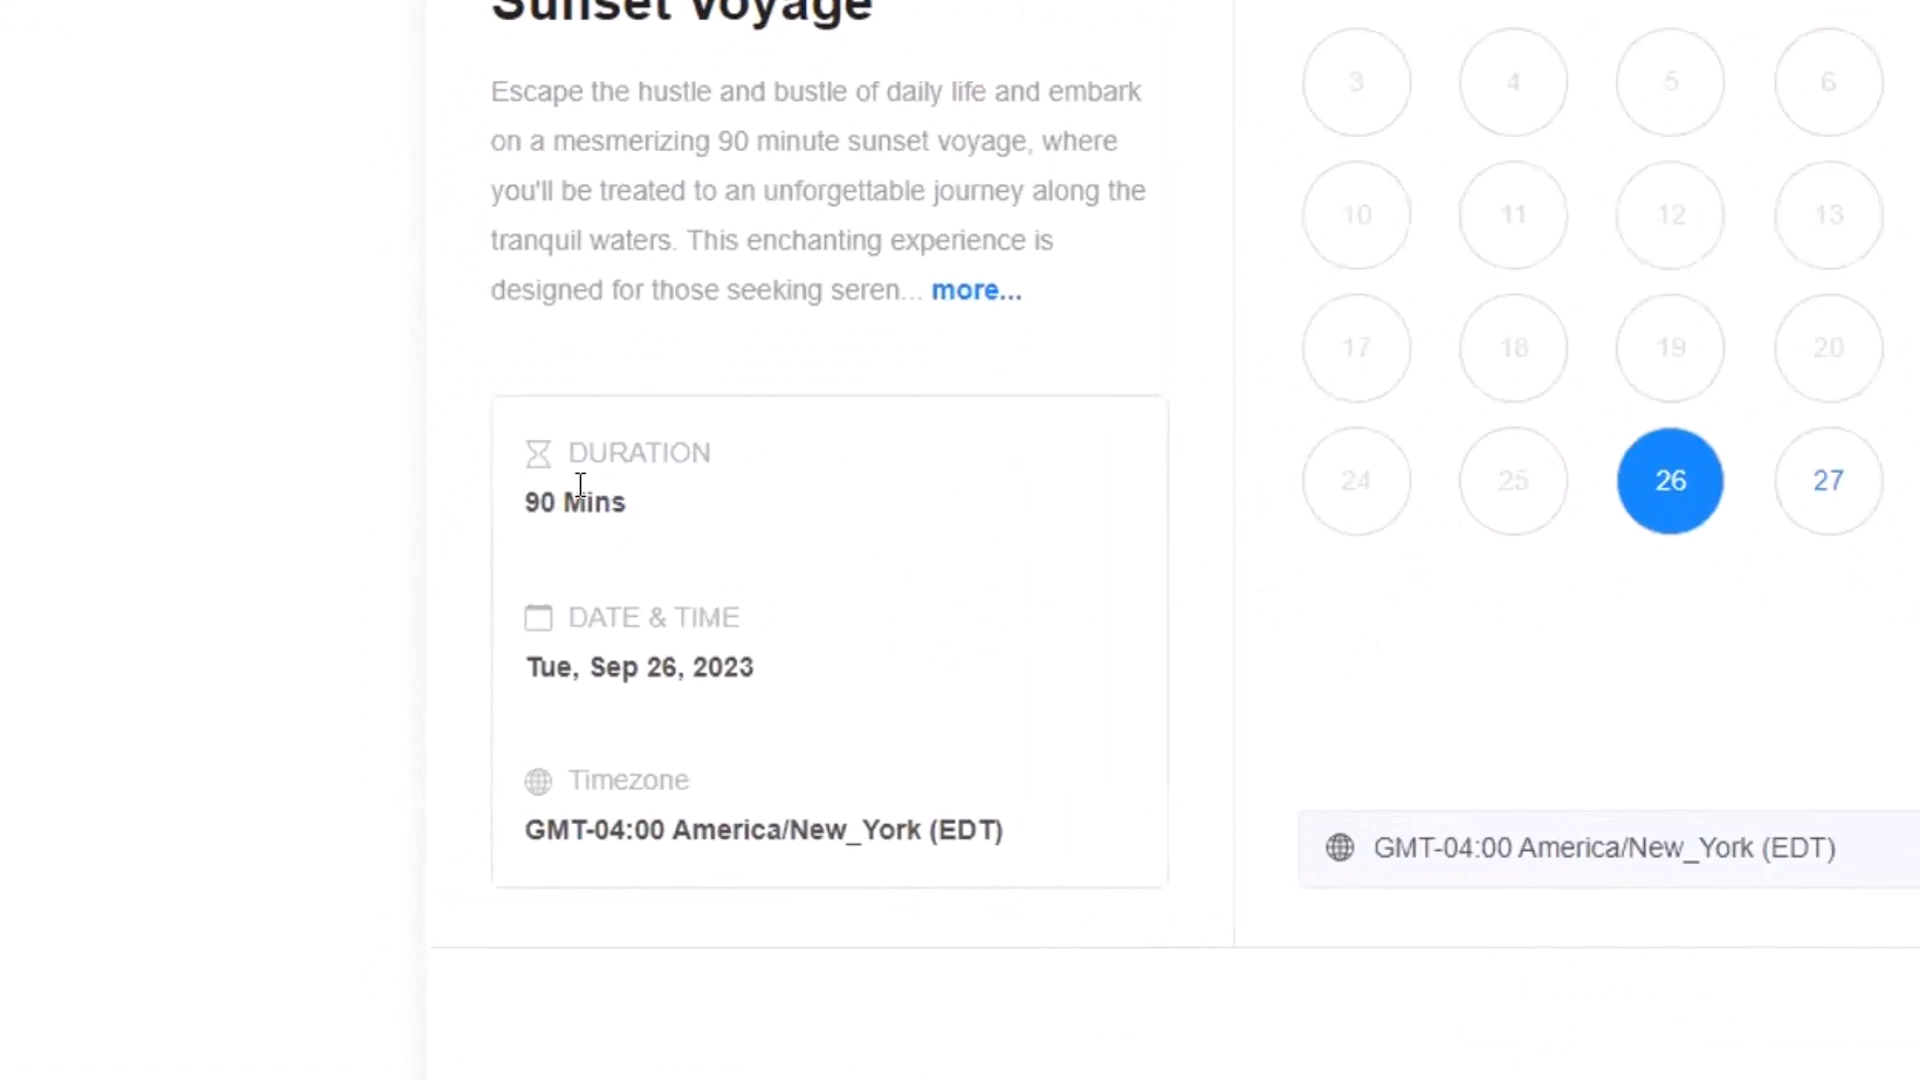 Sunset Voyage
Escape the hustle and bustle of daily life and embark
on a mesmerizing 90 minute sunset voyage, where
you'll be treated to an unforgettable journey along the
tranquil waters. This enchanting experience is
designed for those seeking seren... more...
DURATION
90 Mins
DATE & TIME
Tue, Sep 26, 2023
Timezone
GMT-04:00 America/New_York (EDT)
3 4 5 6
10 11 12 13
17 18 19 20
24 25 26 27
GMT-04:00 America/New_York (EDT)